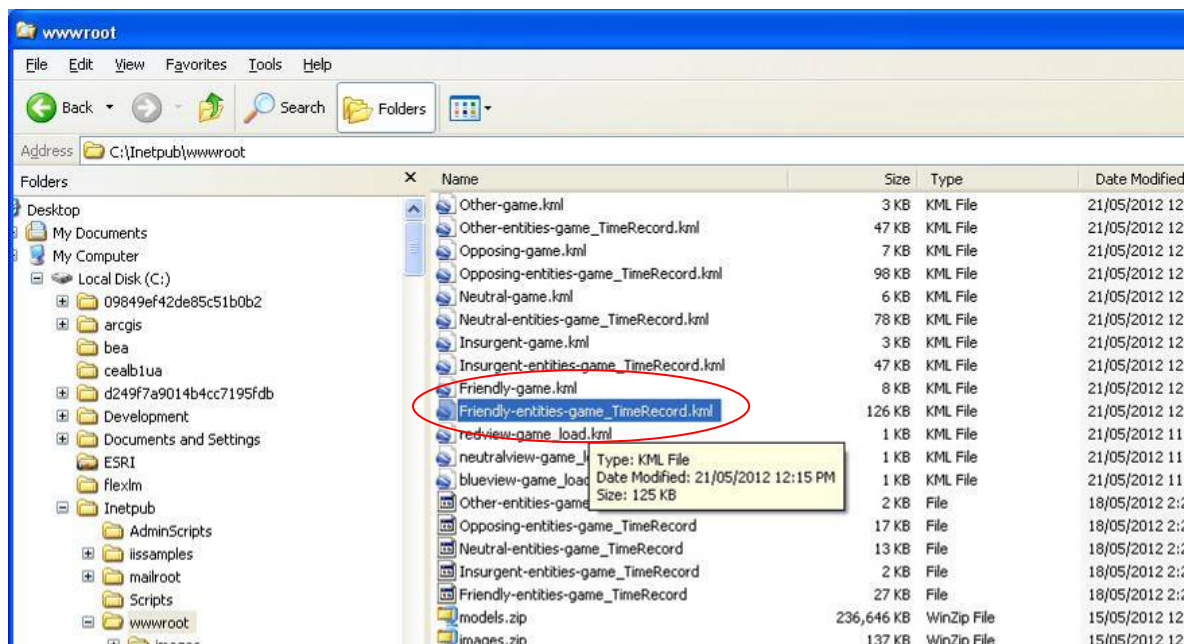 wwwroot
File Edit View Favorites Tools Help
Back Search Folders
Address C:\Inetpub\wwwroot
Folders Name Size Type Date Modified
Desktop Other-game.kml 3 KB KML File 21/05/2012 12
My Documents Other-entities-game_TimeRecord.kml 47 KB KML File 21/05/2012 12
My Computer Opposing-game.kml 7 KB KML File 21/05/2012 12
Local Disk (C:) Opposing-entities-game_TimeRecord.kml 98 KB KML File 21/05/2012 12
09849ef42de85c51b0b2 Neutral-game.kml 6 KB KML File 21/05/2012 12
arcgis Neutral-entities-game_TimeRecord.kml 78 KB KML File 21/05/2012 12
bea Insurgent-game.kml 3 KB KML File 21/05/2012 12
cealb1ua Insurgent-entities-game_TimeRecord.kml 47 KB KML File 21/05/2012 12
d249f7a9014b4cc7195fdb Friendly-game.kml 8 KB KML File 21/05/2012 12
Development Friendly-entities-game_TimeRecord.kml 126 KB KML File 21/05/2012 12
Documents and Settings redview-game_load.kml 1 KB KML File 21/05/2012 11
ESRI neutralview-game_l 1 KB KML File 21/05/2012 11
Type: KML File
flexlm blueview-game_load 1 KB KML File 21/05/2012 11
Date Modified: 21/05/2012 12:15 PM
Size: 125 KB
Inetpub Other-entities-game 2 KB File 18/05/2012 2:2
AdminScripts Opposing-entities-game_TimeRecord 17 KB File 18/05/2012 2:2
iissamples Neutral-entities-game_TimeRecord 13 KB File 18/05/2012 2:2
mailroot Insurgent-entities-game_TimeRecord 2 KB File 18/05/2012 2:2
Scripts Friendly-entities-game_TimeRecord 27 KB File 18/05/2012 2:2
wwwroot models.zip 236,646 KB WinZip File 15/05/2012 12
images images.zip 137 KB WinZip File 15/05/2012 12